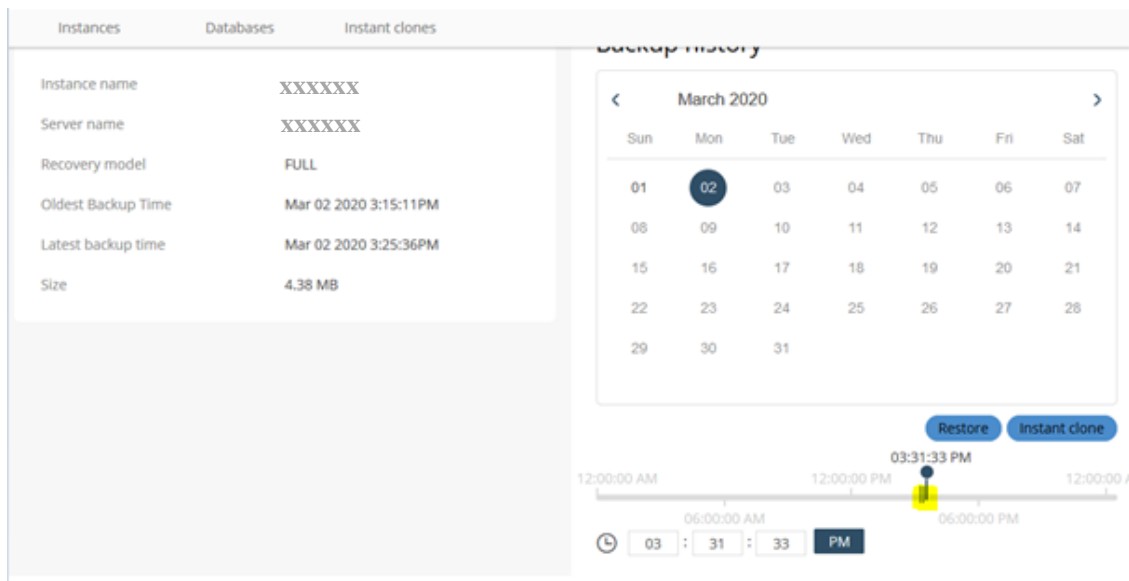 Instances Databases Instant clones
Instance name XXXXXX
Server name XXXXXX
Recovery model FULL
Oldest Backup Time Mar 02 2020 3:15:11PM
Latest backup time Mar 02 2020 3:25:36PM
Size 4.38 MB
Backup history
‹ March 2020 ›
Sun Mon Tue Wed Thu Fri Sat
01 02 03 04 05 06 07
08 09 10 11 12 13 14
15 16 17 18 19 20 21
22 23 24 25 26 27 28
29 30 31
Restore Instant clone
03:31:33 PM
12:00:00 AM 12:00:00 PM 12:00:00
06:00:00 AM 06:00:00 PM
03 : 31 : 33 PM